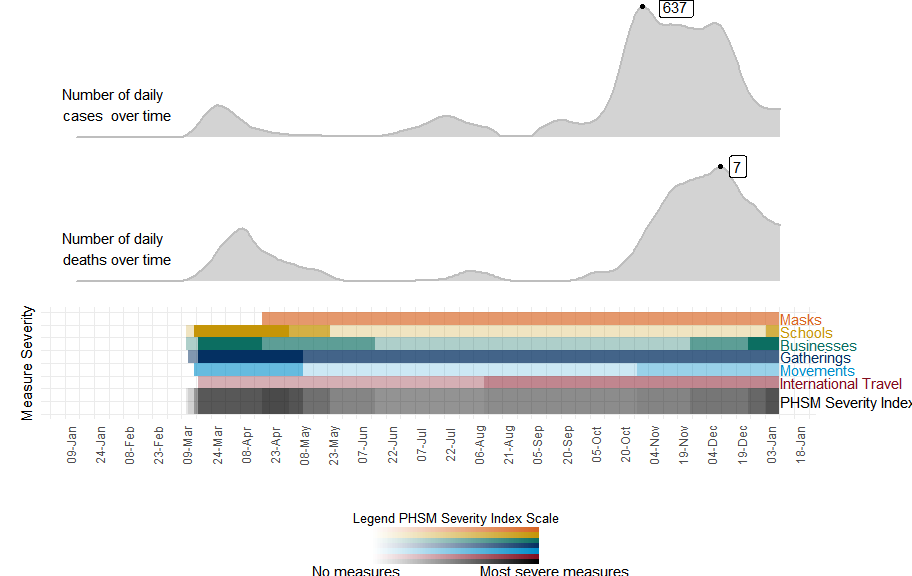 637
Number of daily
cases over time
7
Number of daily
deaths over time
Measure Severity
Masks
Schools
Businesses
Gatherings
Movements
International Travel
PHSM Severity Index
09-Jan
24-Jan
08-Feb
23-Feb
09-Mar
24-Mar
08-Apr
23-Apr
08-May
23-May
07-Jun
22-Jun
07-Jul
22-Jul
06-Aug
21-Aug
05-Sep
20-Sep
05-Oct
20-Oct
04-Nov
19-Nov
04-Dec
19-Dec
03-Jan
18-Jan
Legend PHSM Severity Index Scale
No measures
Most severe measures